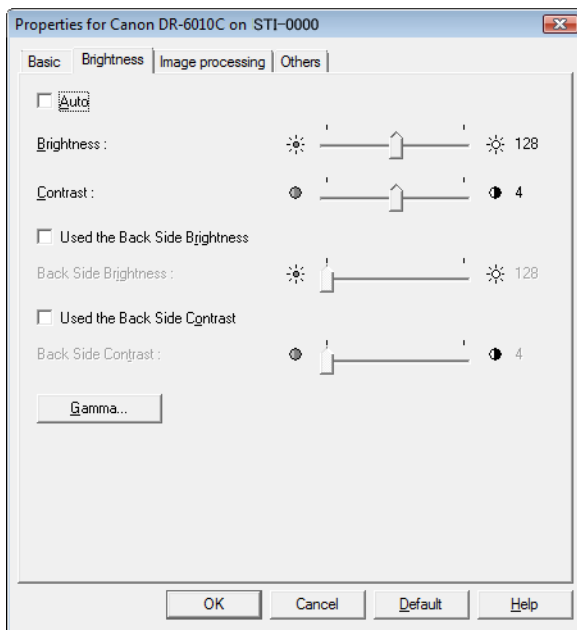 Properties for Canon DR-6010C on STI-0000
Basic Brightness Image processing Others
Auto
Brightness : 128
Contrast : 4
Used the Back Side Brightness
Back Side Brightness : 128
Used the Back Side Contrast
Back Side Contrast : 4
Gamma...
OK Cancel Default Help